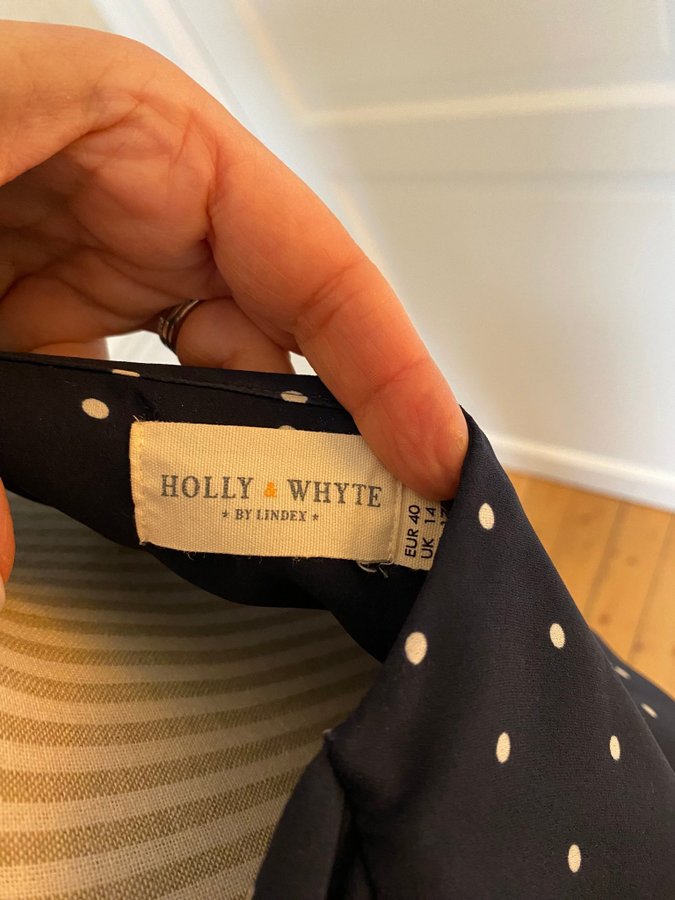 HOLLY & WHYTE
★ BY LINDEX ★
EUR 40
UK 14